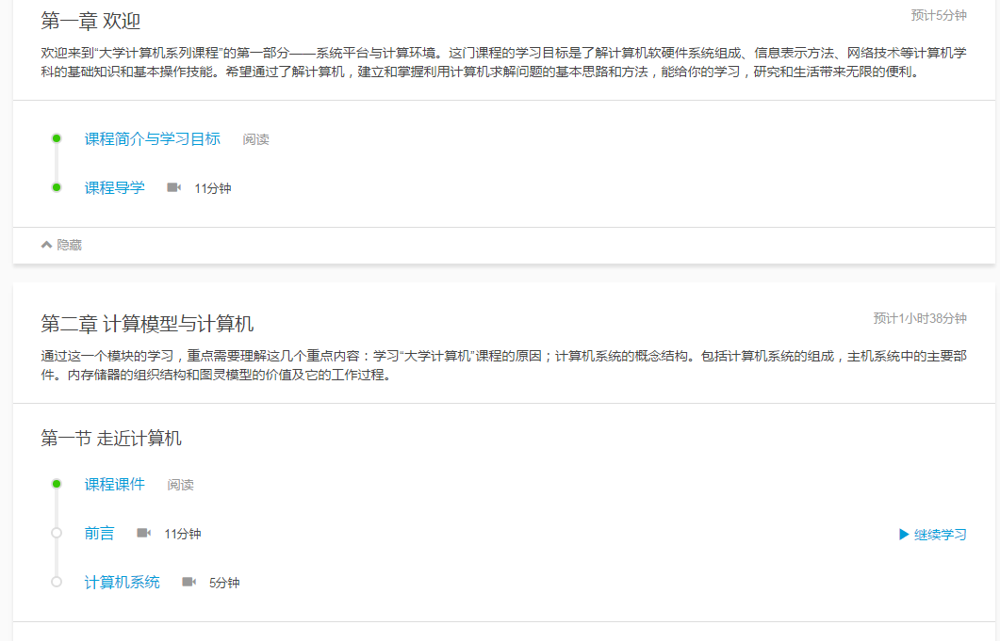 第一章 欢迎
预计5分钟
欢迎来到“大学计算机系列课程”的第一部分——系统平台与计算环境。这门课程的学习目标是了解计算机软硬件系统组成、信息表示方法、网络技术等计算机学
科的基础知识和基本操作技能。希望通过了解计算机，建立和掌握利用计算机求解问题的基本思路和方法，能给你的学习，研究和生活带来无限的便利。
课程简介与学习目标 阅读
课程导学 11分钟
隐藏
第二章 计算模型与计算机
预计1小时38分钟
通过这一个模块的学习，重点需要理解这几个重点内容：学习“大学计算机”课程的原因；计算机系统的概念结构。包括计算机系统的组成，主机系统中的主要部
件。内存储器的组织结构和图灵模型的价值及它的工作过程。
第一节 走近计算机
课程课件 阅读
前言 11分钟 继续学习
计算机系统 5分钟